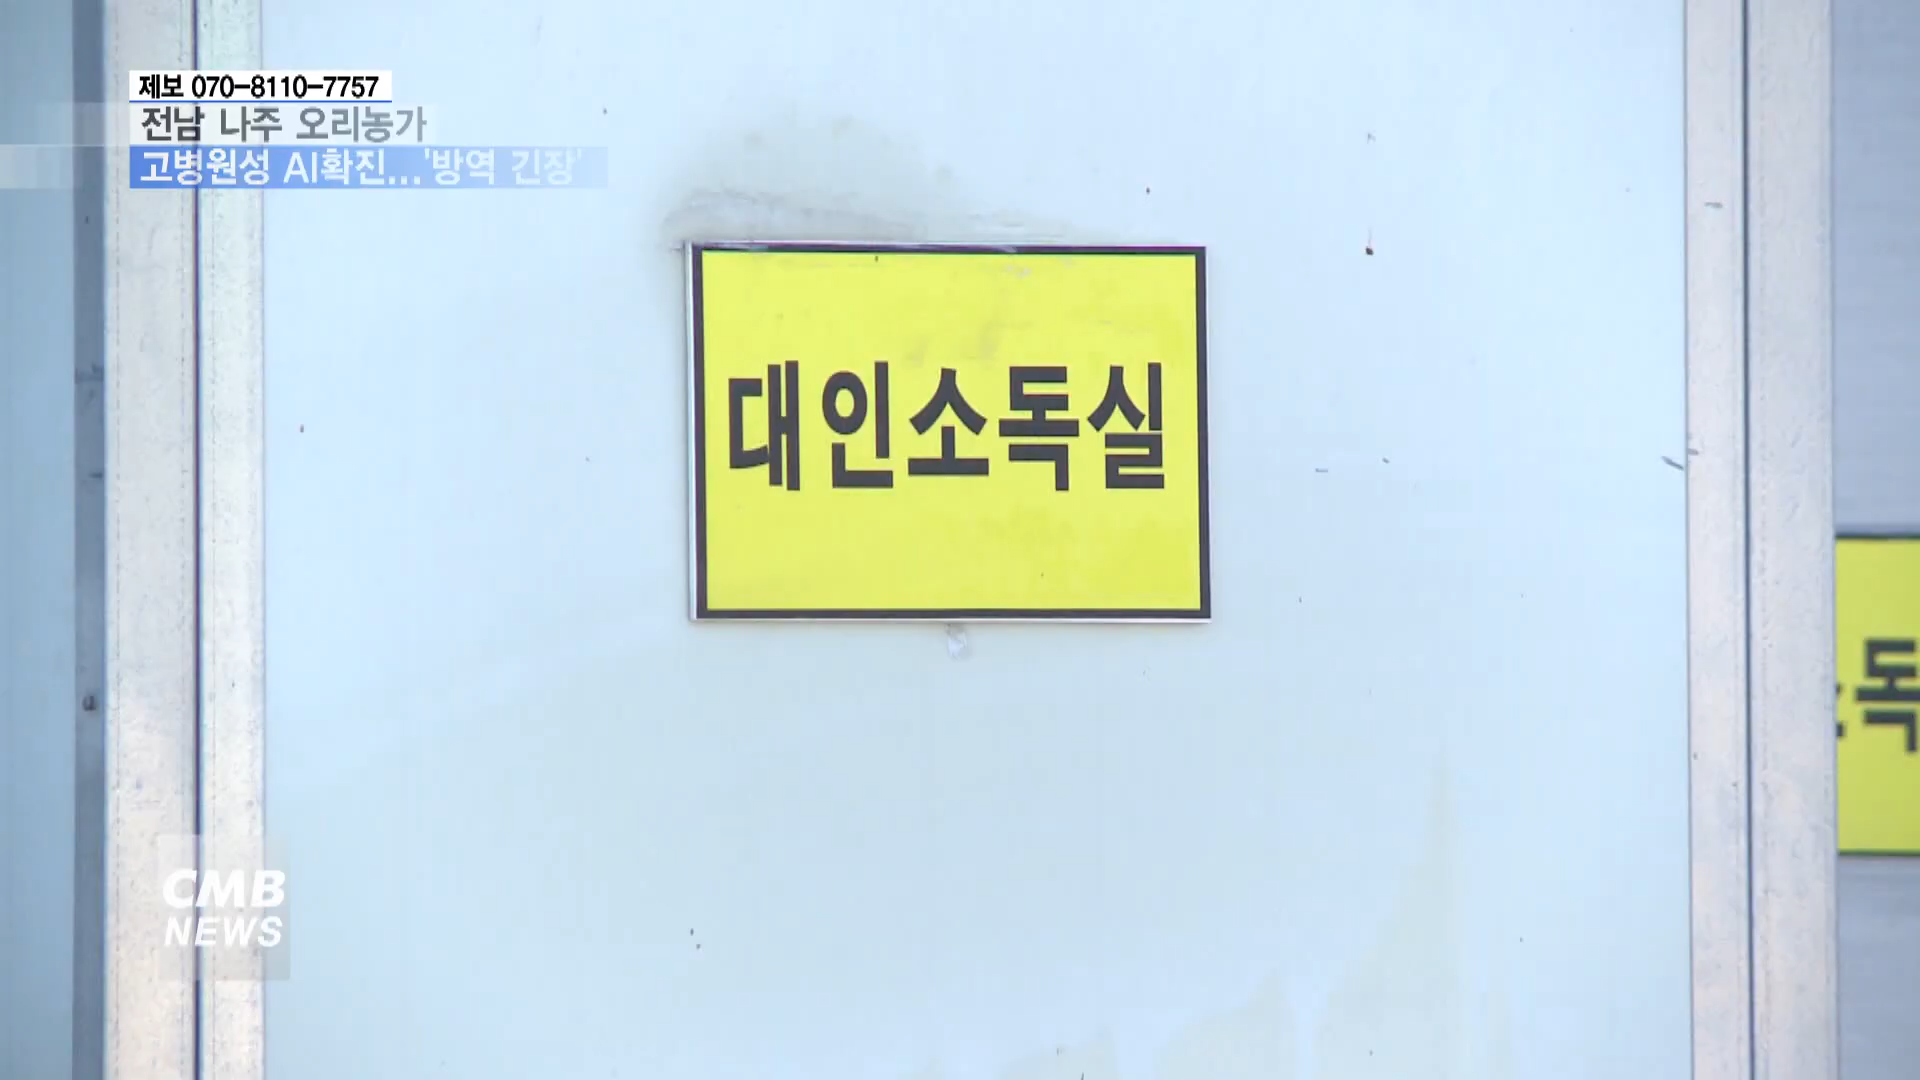 제보 070-8110-7757
전남 나주 오리농가
고병원성 AI확진...'방역 긴장'
대인소독실
독
CMB
NEWS